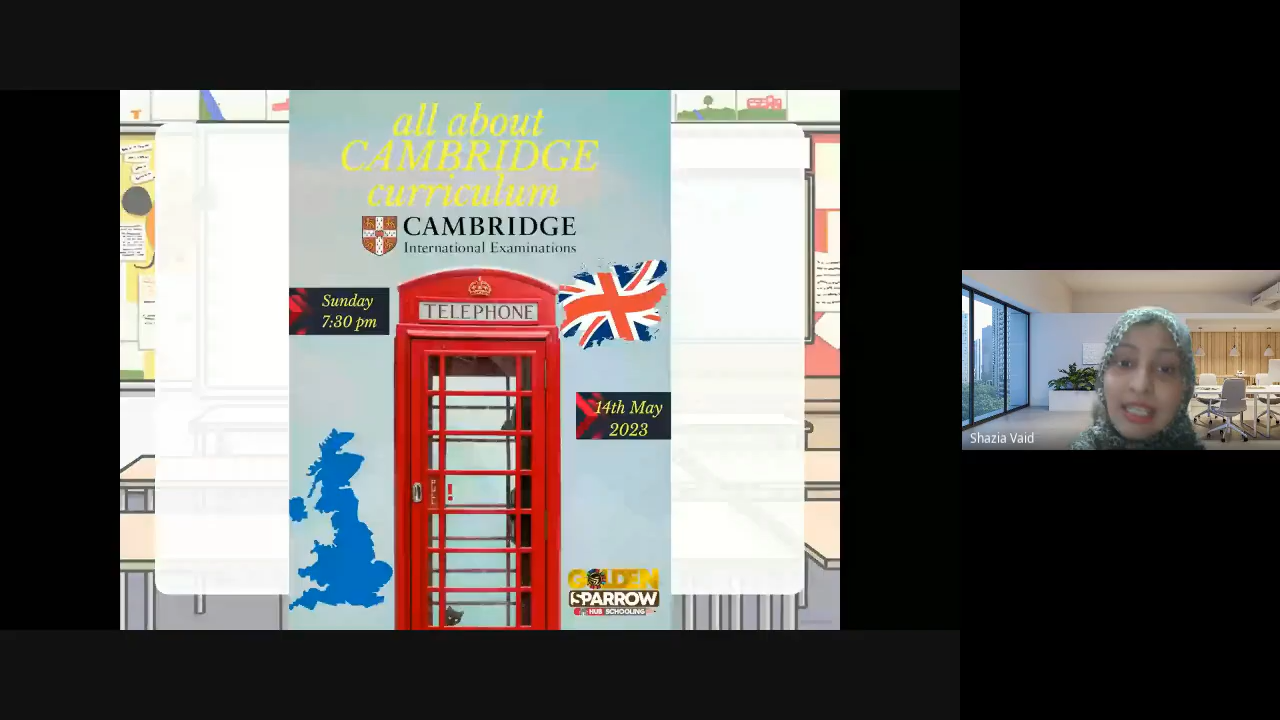 all about
CAMBRIDGE
curriculum
CAMBRIDGE
International Examinations
Sunday
7:30 pm
TELEPHONE
14th May
2023
PULL
GOLDEN
SPARROW
HUB SCHOOLING
Shazia Vaid